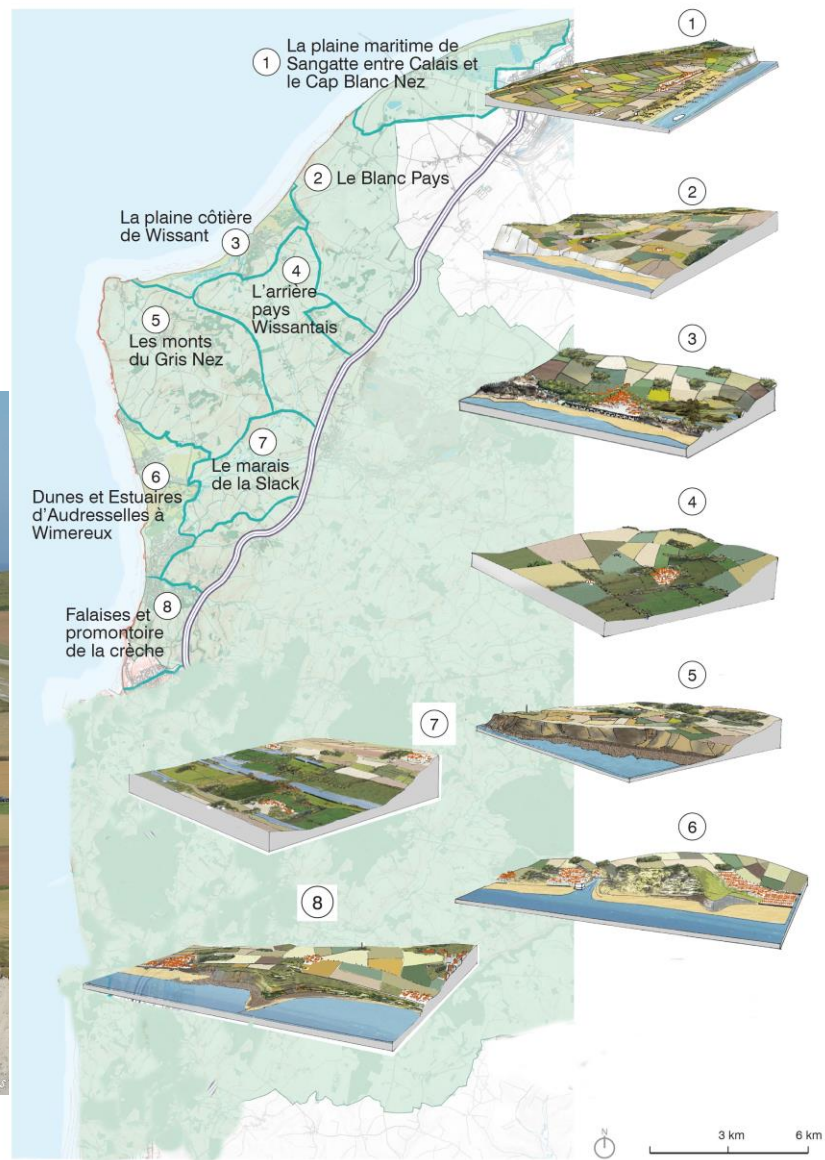 1
La plaine maritime de
Sangatte entre Calais et
le Cap Blanc Nez
2
Le Blanc Pays
La plaine côtière
de Wissant
3
4
L'arrière
pays
Wissantais
5
Les monts
du Gris Nez
7
Le marais
de la Slack
6
Dunes et Estuaires
d'Audresselles à
Wimereux
8
Falaises et
promontoire
de la crèche
1
2
3
4
5
7
6
8
N
3 km
6 km